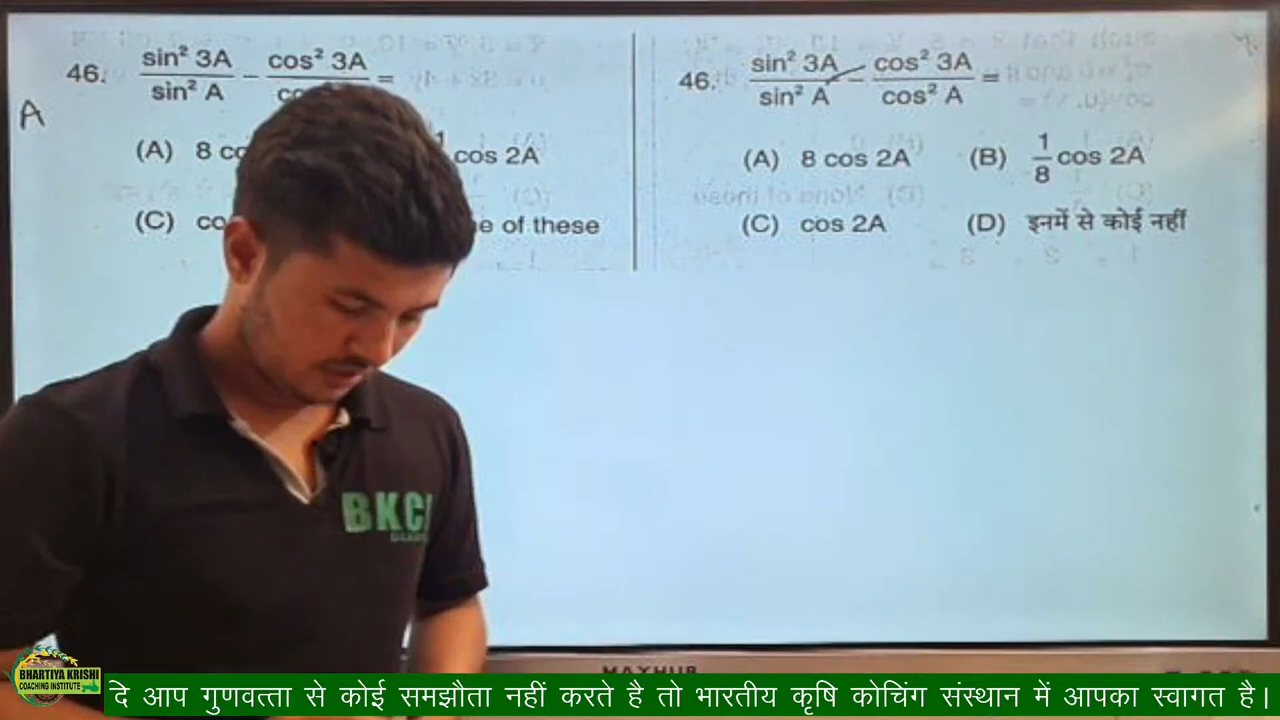 46. sin² 3A / sin² A − cos² 3A / co =
A
(A) 8 co
cos 2A
(C) co
e of these
46. sin² 3A / sin² A − cos² 3A / cos² A =
(A) 8 cos 2A (B) 1/8 cos 2A
(C) cos 2A (D) इनमें से कोई नहीं
BKC
MAXHUB
BHARTIYA KRISHI
COACHING INSTITUTE
दि आप गुणवत्ता से कोई समझौता नहीं करते है तो भारतीय कृषि कोचिंग संस्थान में आपका स्वागत है।